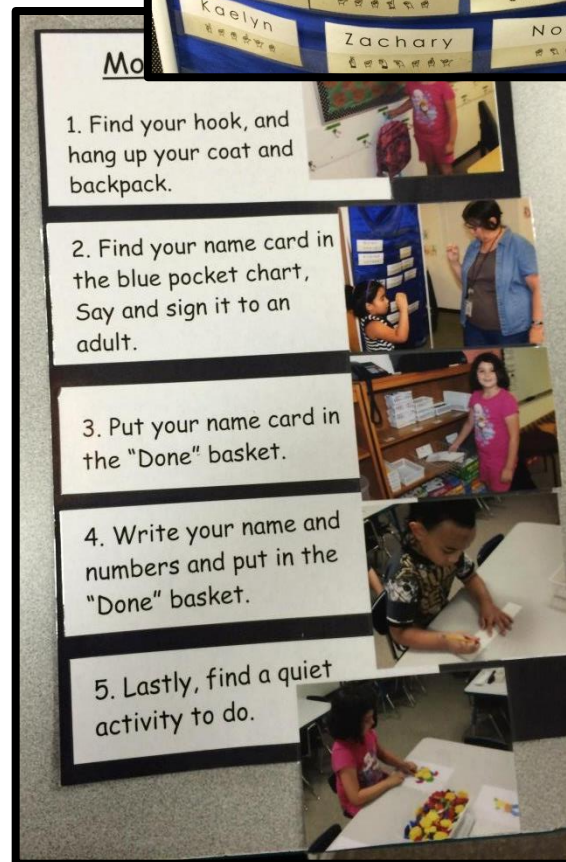 Kaelyn
Zachary
No
Mo
1. Find your hook, and
hang up your coat and
backpack.
2. Find your name card in
the blue pocket chart,
Say and sign it to an
adult.
3. Put your name card in
the “Done” basket.
4. Write your name and
numbers and put in the
“Done” basket.
5. Lastly, find a quiet
activity to do.